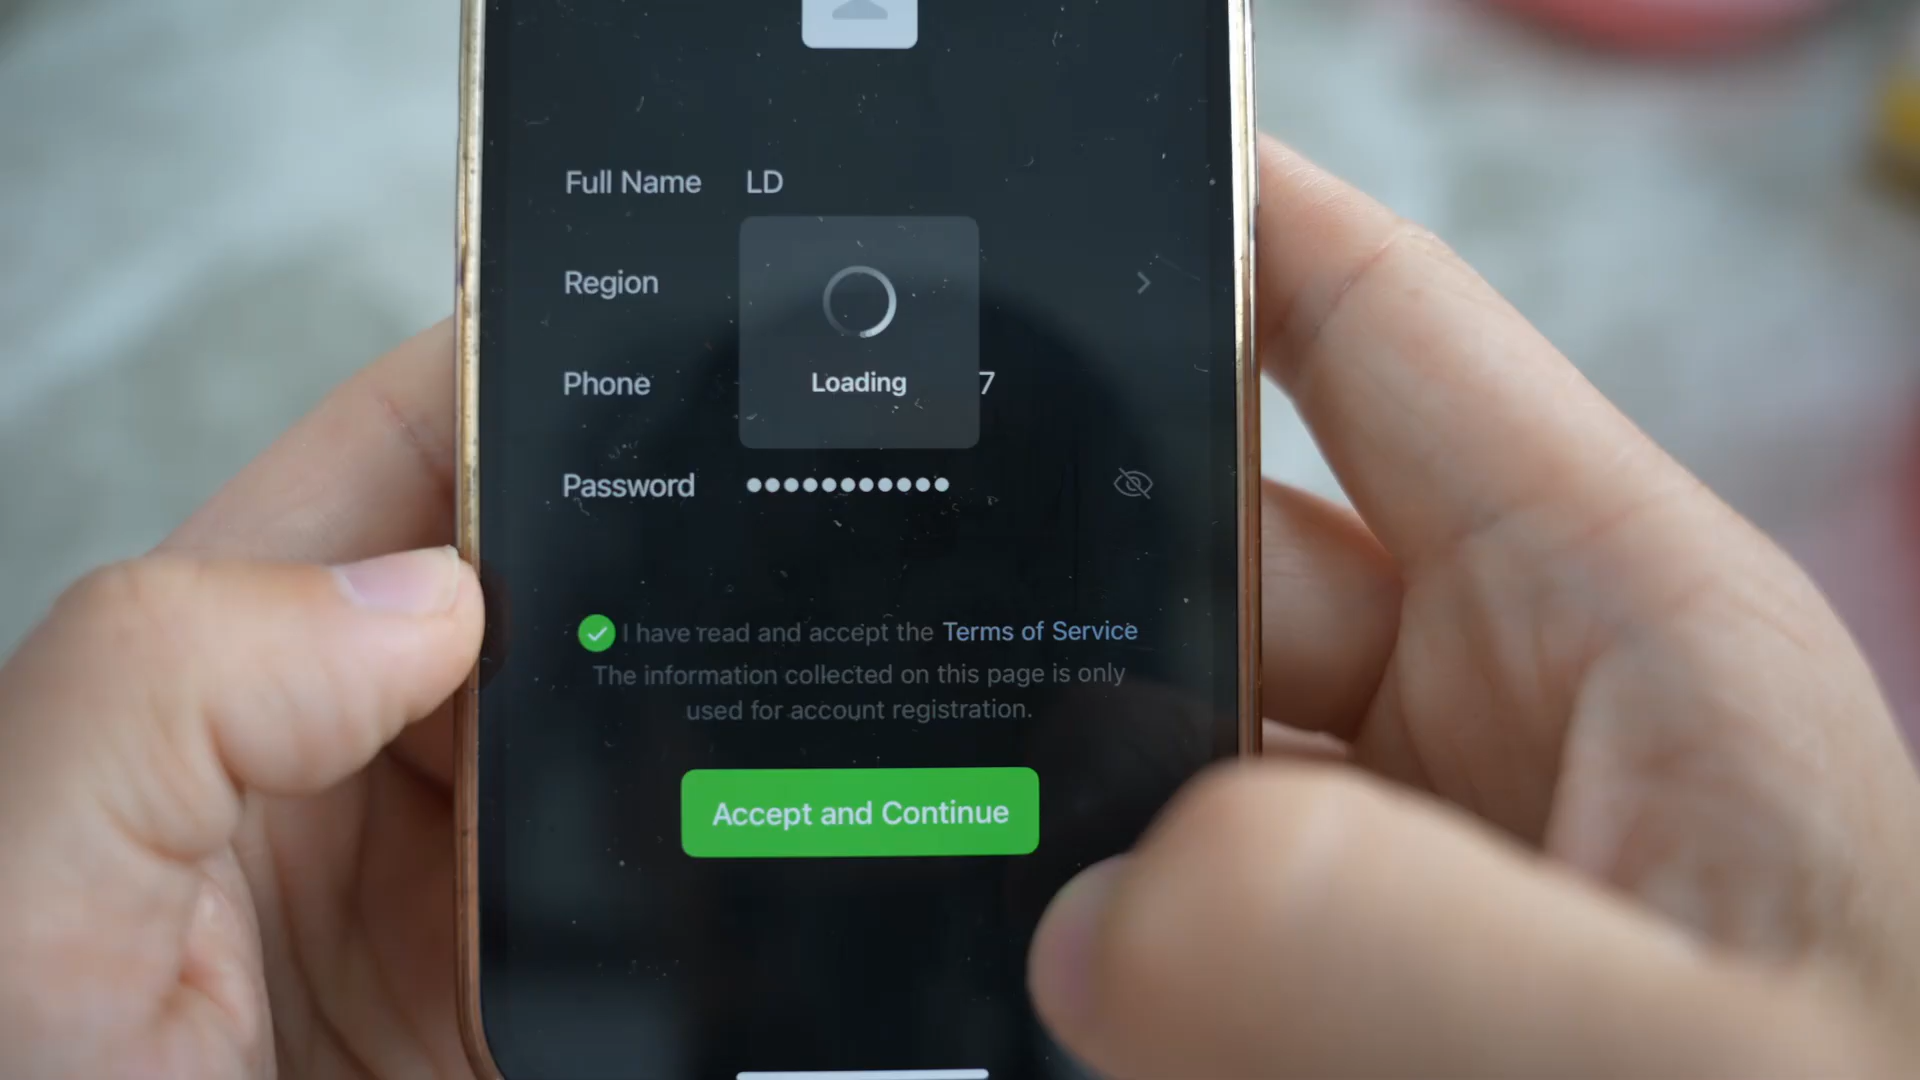 Full Name LD
Region
Loading
Phone 7
Password ●●●●●●●●●●●
I have read and accept the Terms of Service
The information collected on this page is only
used for account registration.
Accept and Continue